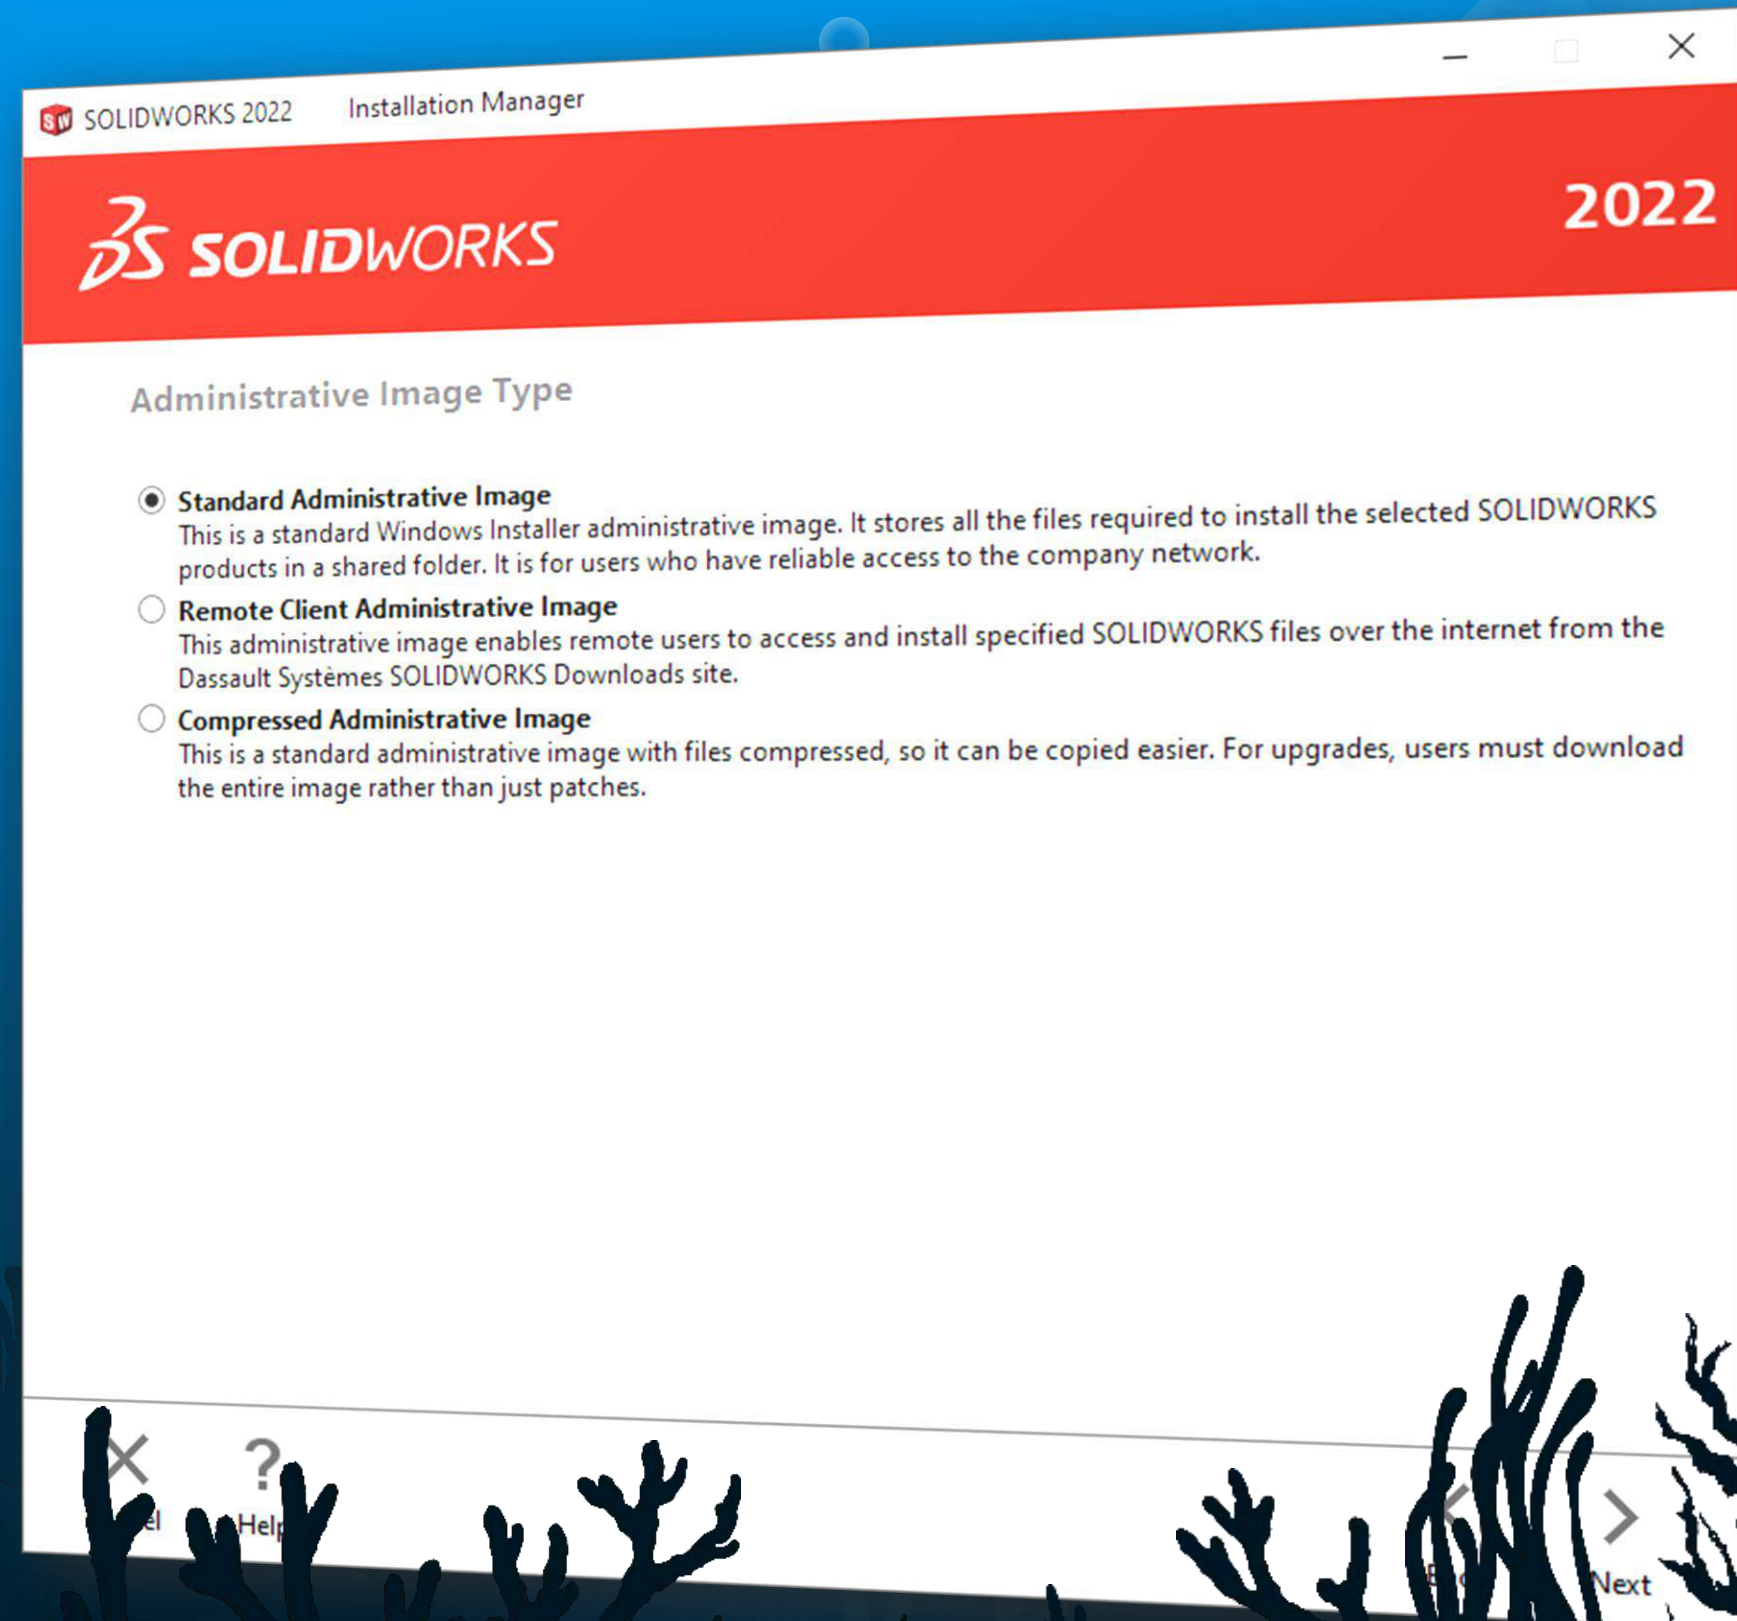 SOLIDWORKS 2022 Installation Manager
SOLIDWORKS
2022
Administrative Image Type
Standard Administrative Image
This is a standard Windows Installer administrative image. It stores all the files required to install the selected SOLIDWORKS
products in a shared folder. It is for users who have reliable access to the company network.
Remote Client Administrative Image
This administrative image enables remote users to access and install specified SOLIDWORKS files over the internet from the
Dassault Systèmes SOLIDWORKS Downloads site.
Compressed Administrative Image
This is a standard administrative image with files compressed, so it can be copied easier. For upgrades, users must download
the entire image rather than just patches.
Help
Next